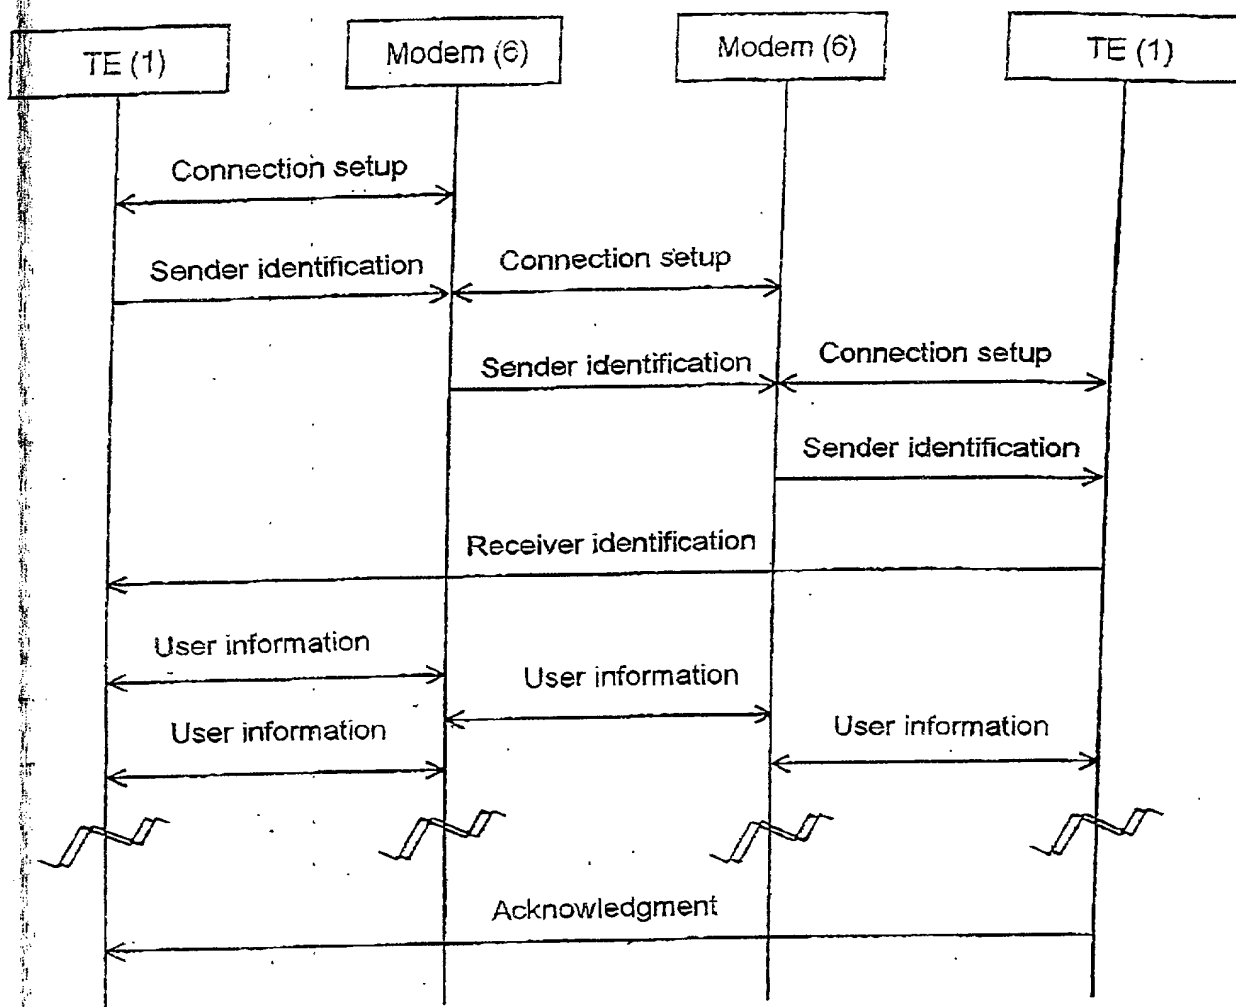 TE (1)
Modem (6)
Modem (6)
TE (1)
Connection setup
Sender identification
Connection setup
Sender identification
Connection setup
Sender identification
Receiver identification
User information
User information
User information
User information
Acknowledgment